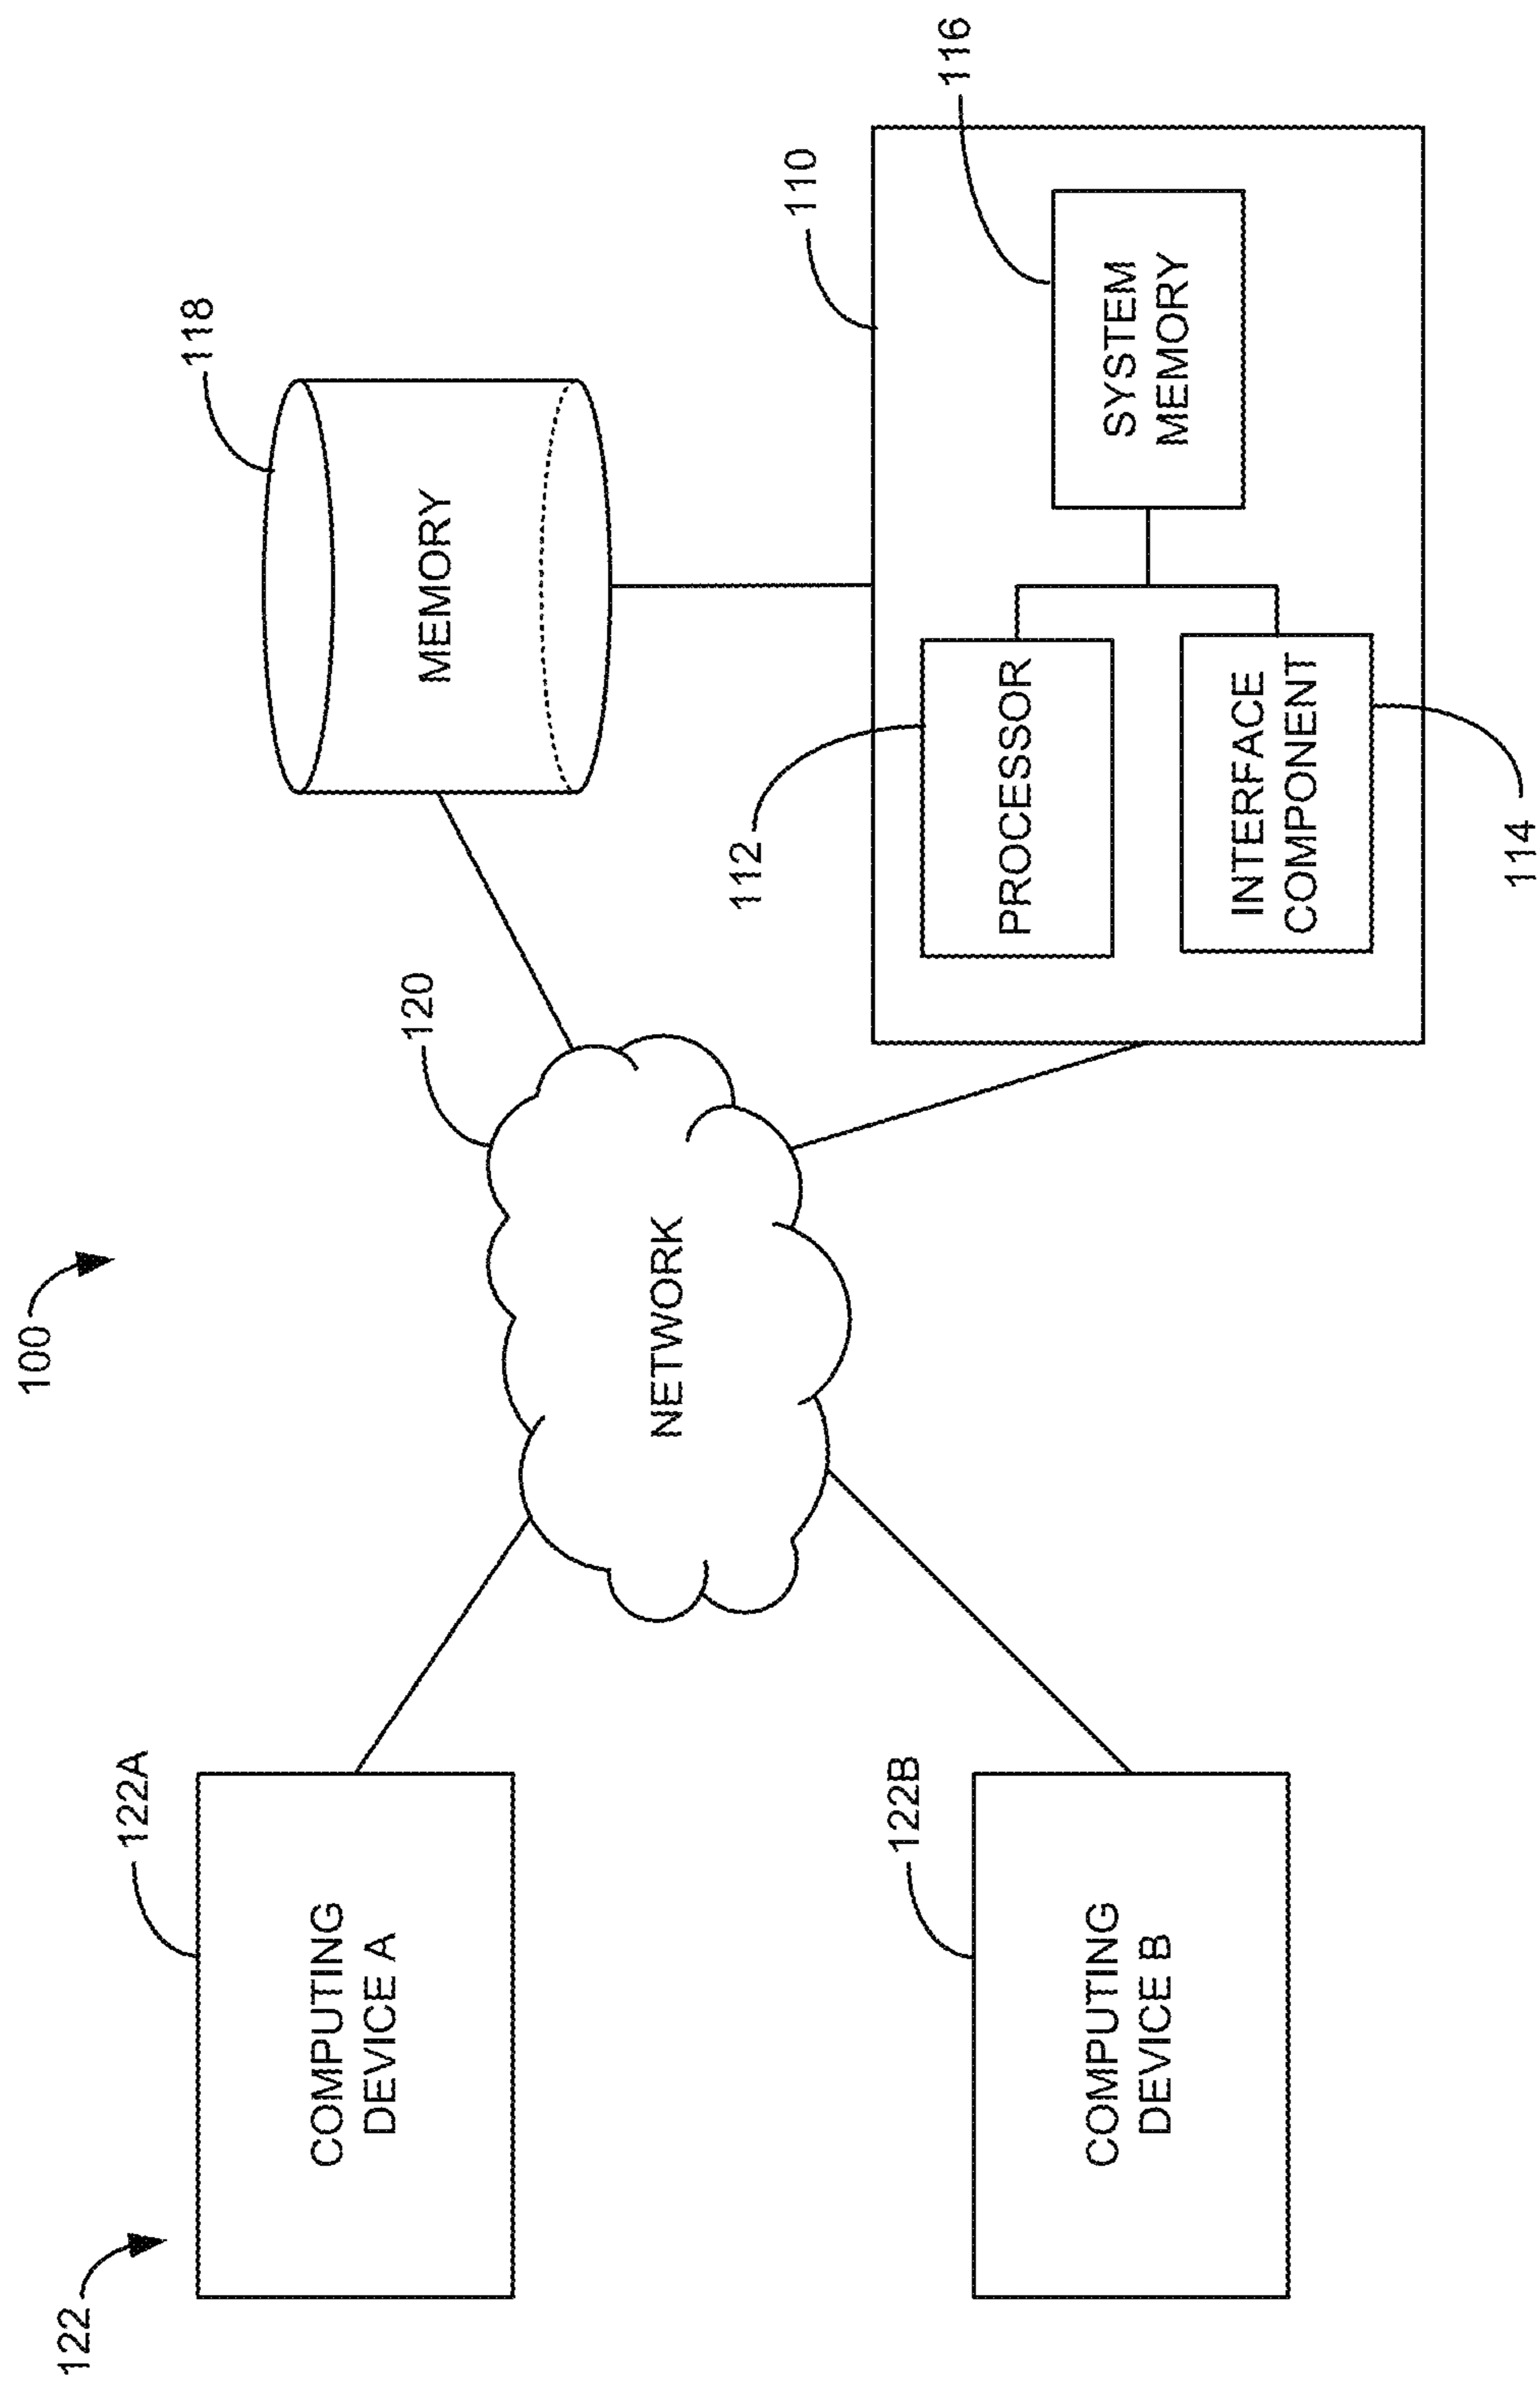 100
122
122A
COMPUTING
DEVICE A
122B
COMPUTING
DEVICE B
120
NETWORK
118
MEMORY
110
112
PROCESSOR
INTERFACE
COMPONENT
114
SYSTEM
MEMORY
116